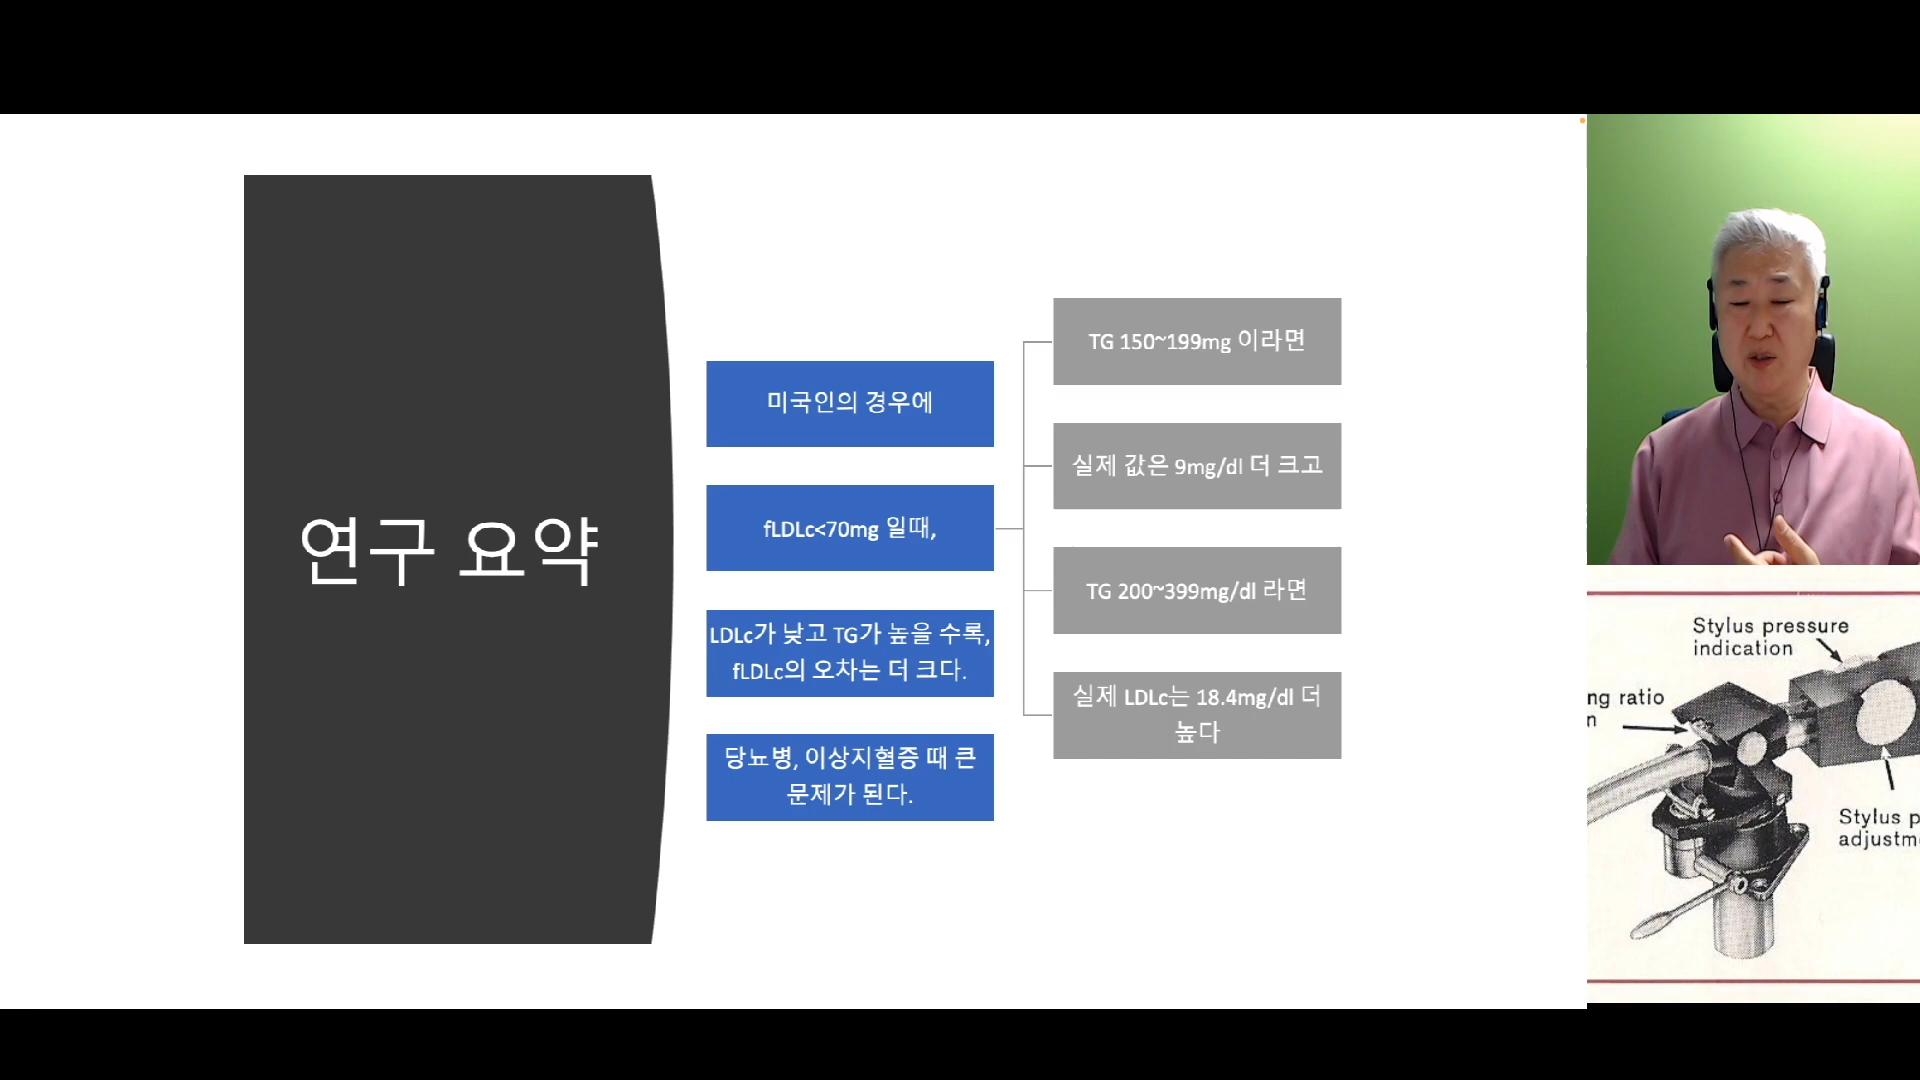 연구 요약
미국인의 경우에
fLDLc<70mg 일때,
LDLc가 낮고 TG가 높을 수록,
fLDLc의 오차는 더 크다.
당뇨병, 이상지혈증 때 큰
문제가 된다.
TG 150~199mg 이라면
실제 값은 9mg/dl 더 크고
TG 200~399mg/dl 라면
실제 LDLc는 18.4mg/dl 더
높다
Stylus pressure
indication
ng ratio
n
Stylus p
adjustm